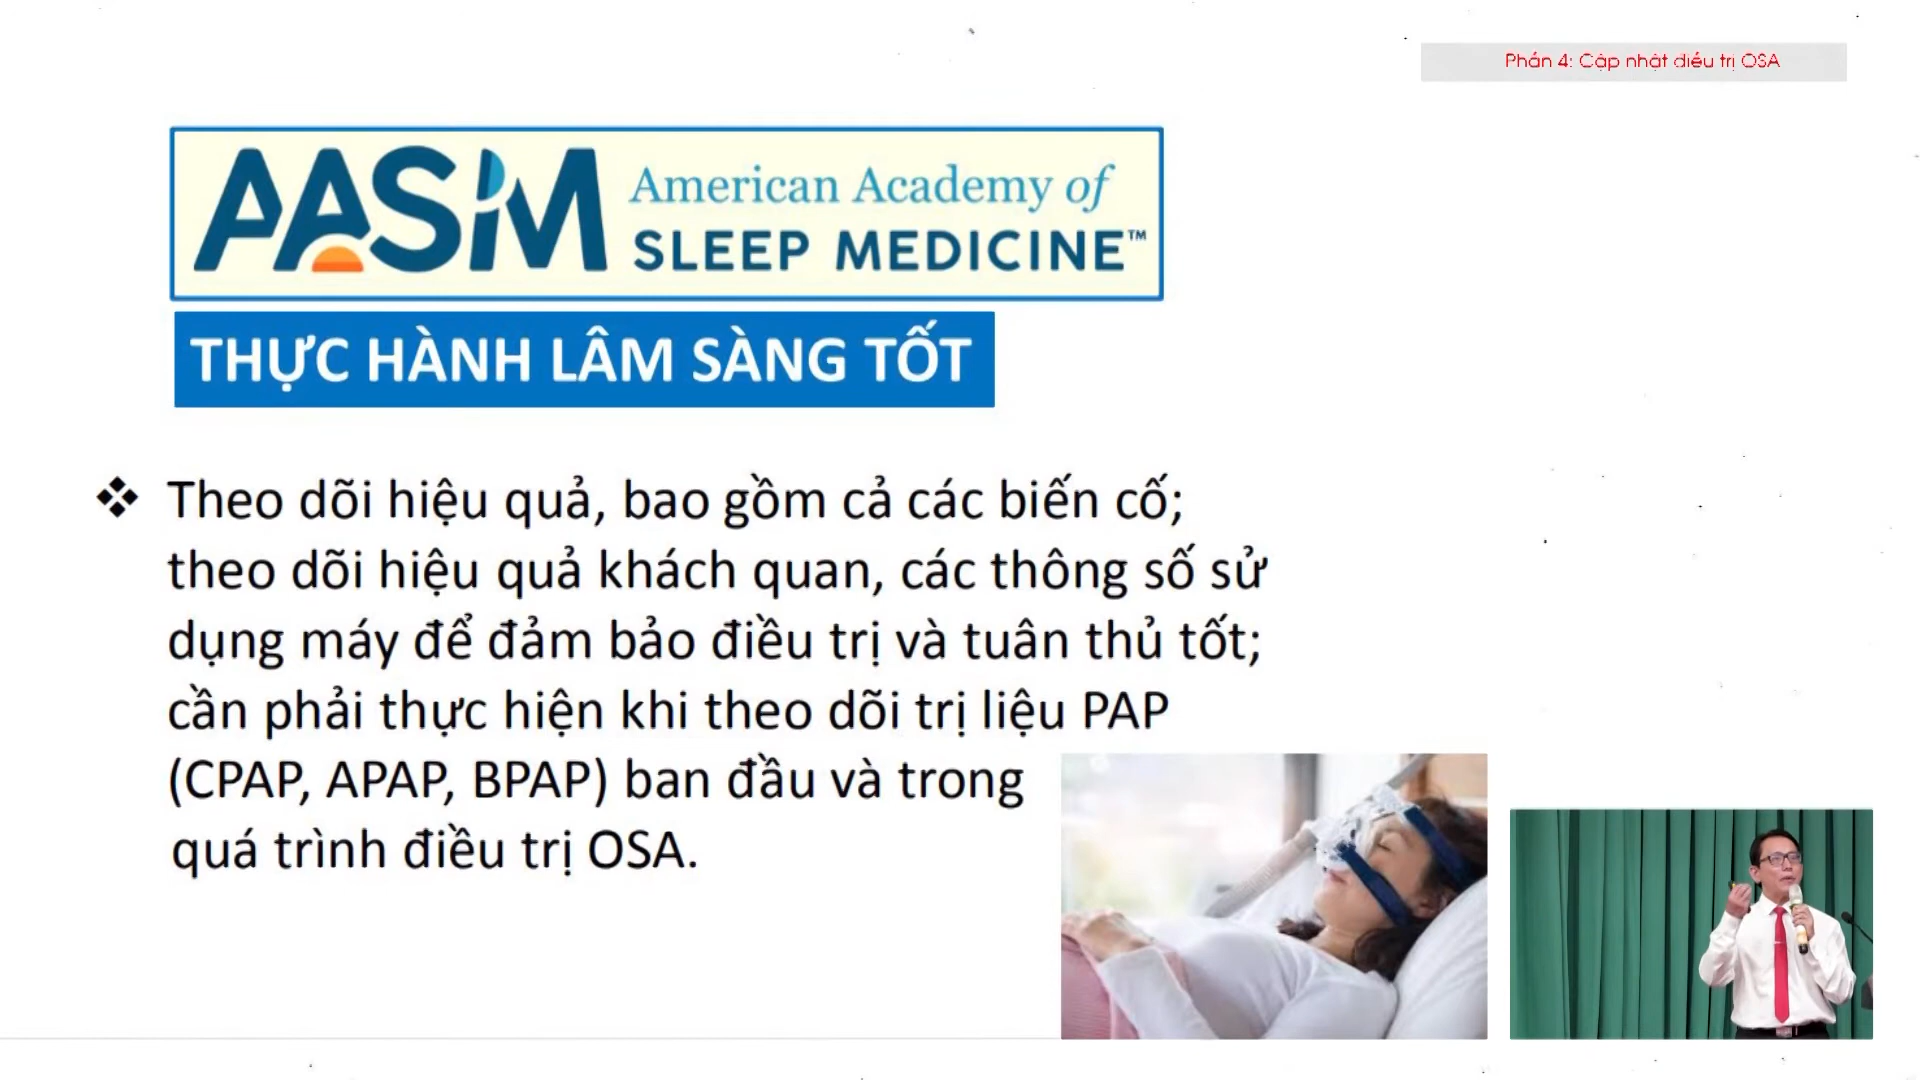 Phần 4: Cập nhật điều trị OSA
AASM American Academy of
SLEEP MEDICINE™
THỰC HÀNH LÂM SÀNG TỐT
❖ Theo dõi hiệu quả, bao gồm cả các biến cố;
theo dõi hiệu quả khách quan, các thông số sử
dụng máy để đảm bảo điều trị và tuân thủ tốt;
cần phải thực hiện khi theo dõi trị liệu PAP
(CPAP, APAP, BPAP) ban đầu và trong
quá trình điều trị OSA.